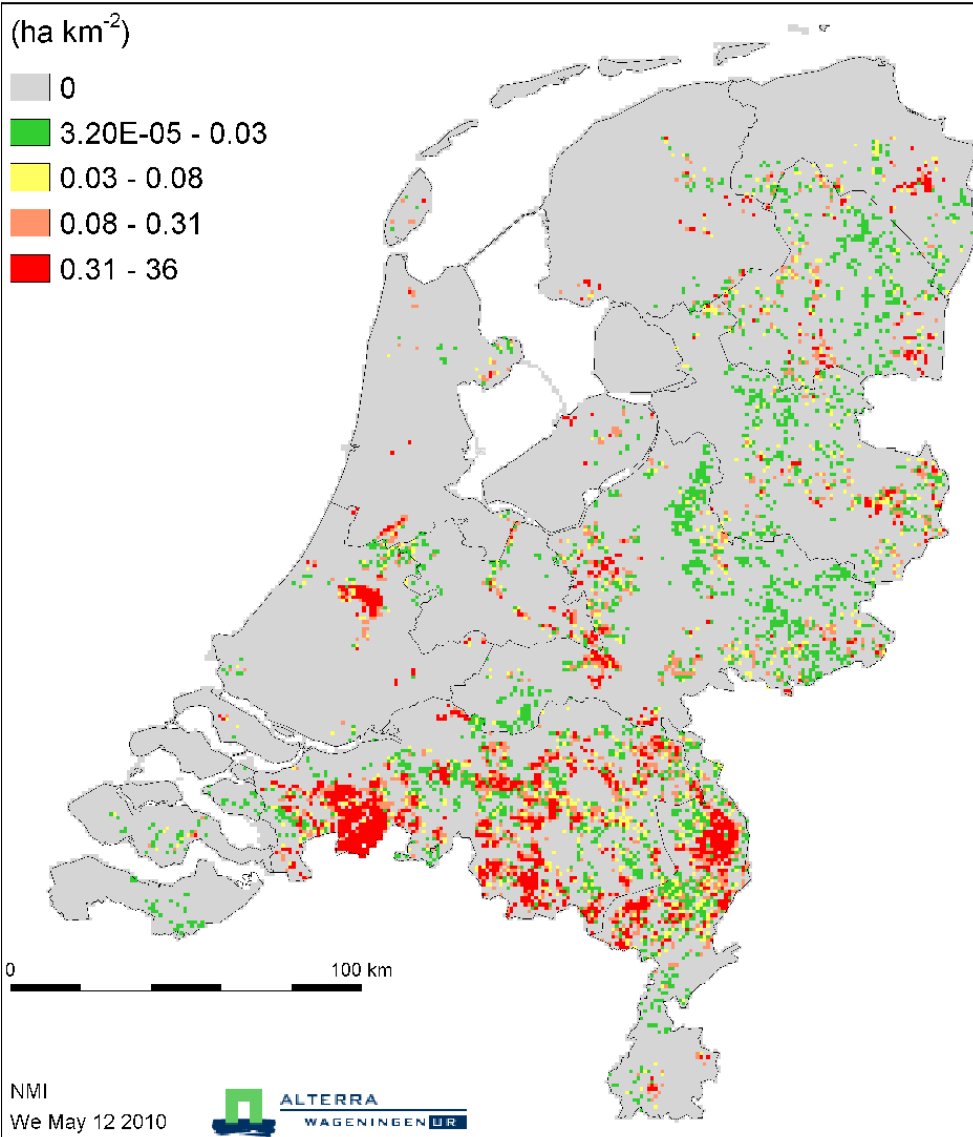 (ha km-2)
0
3.20E-05 - 0.03
0.03 - 0.08
0.08 - 0.31
0.31 - 36
0 100 km
NMI
We May 12 2010
ALTERRA
WAGENINGEN UR